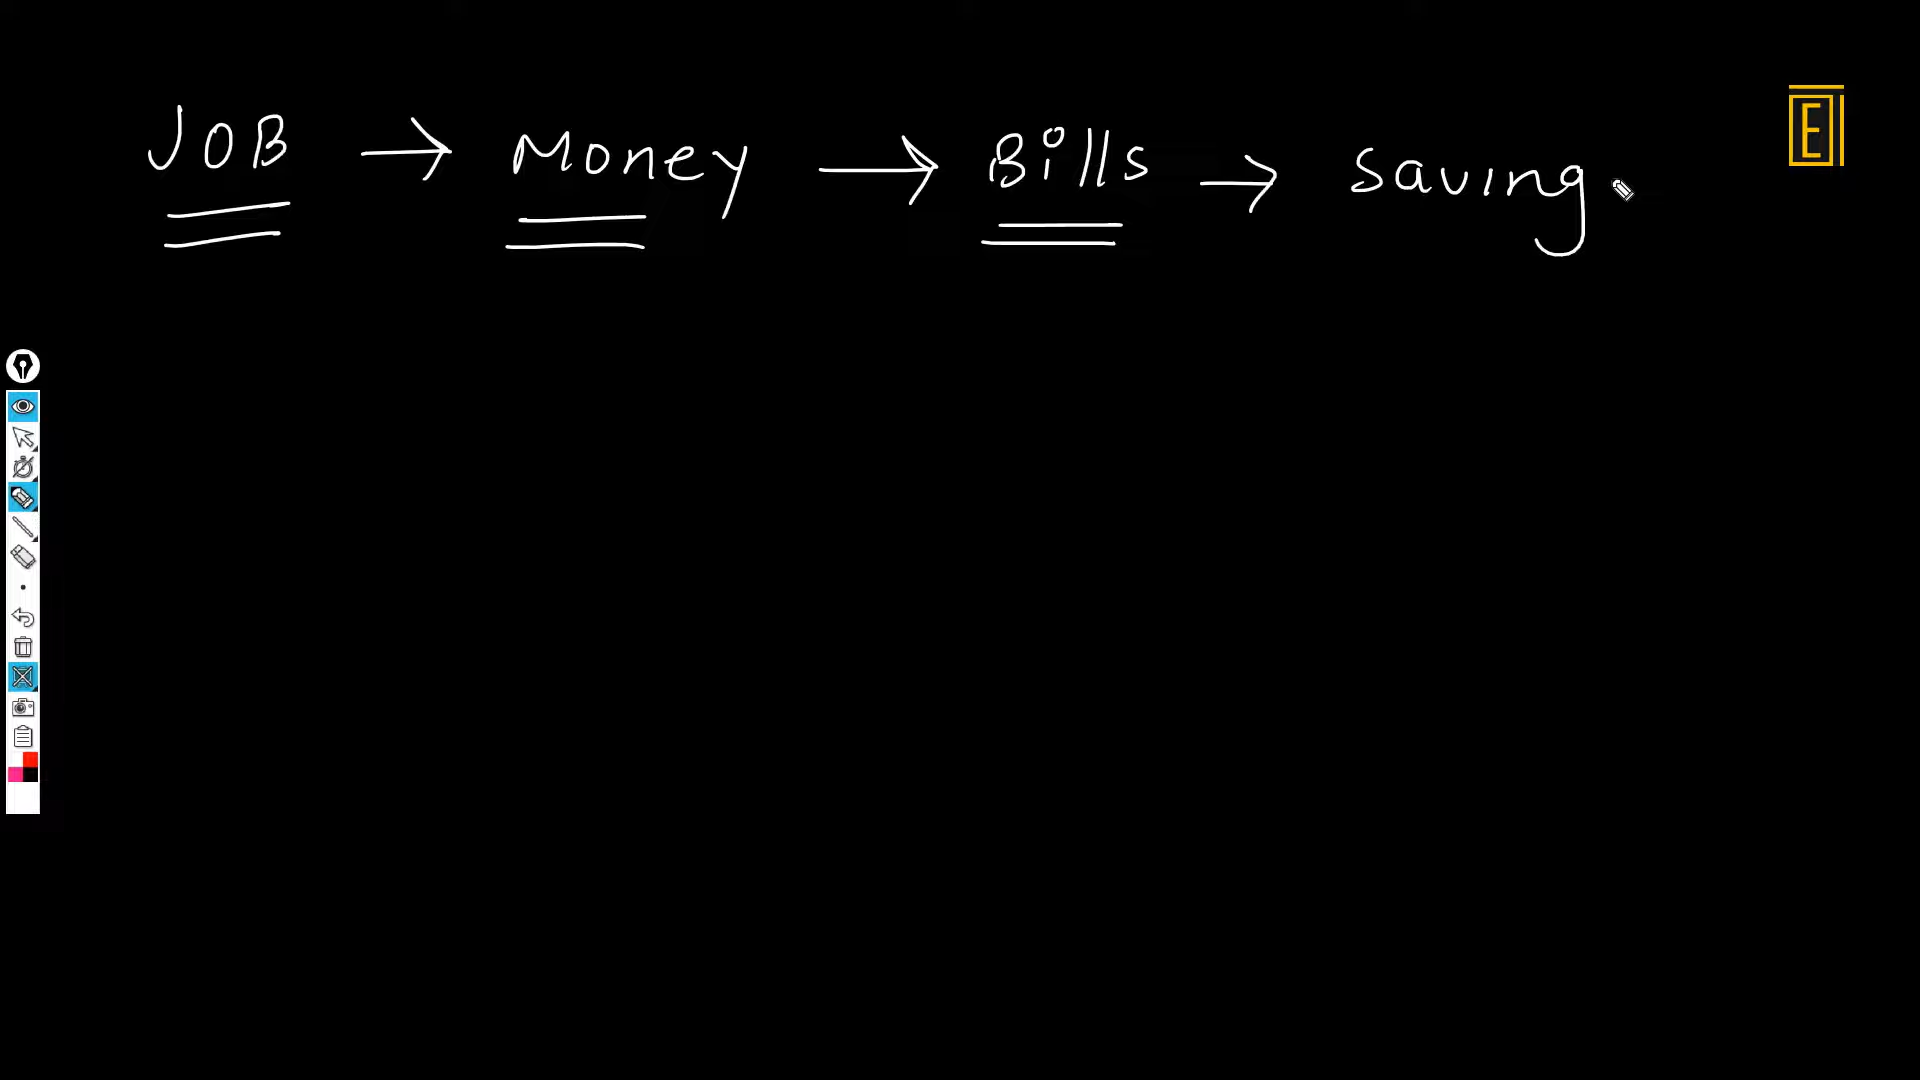 JOB → Money → Bills → saving
E